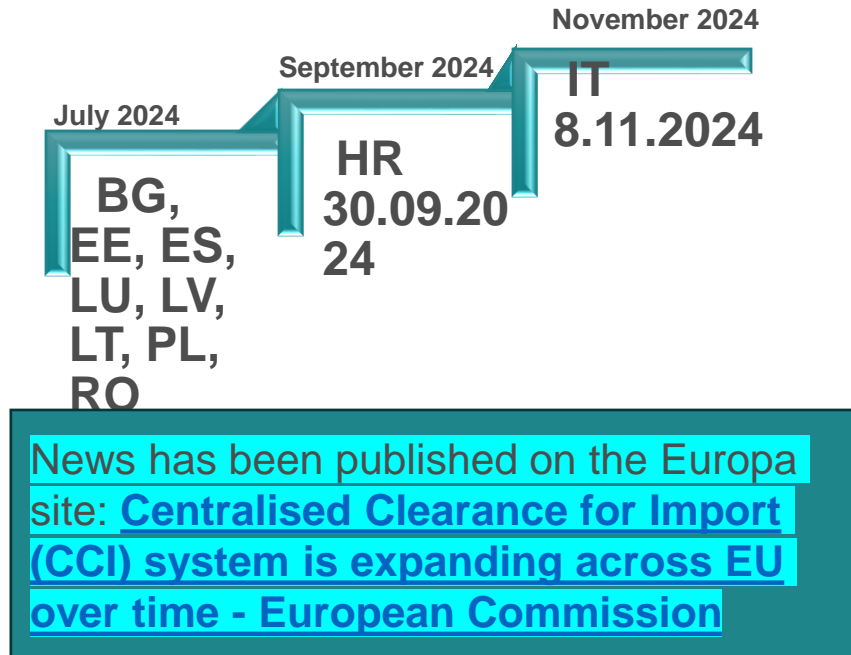 July 2024
BG,
EE, ES,
LU, LV,
LT, PL,
RO
September 2024
HR
30.09.20
24
November 2024
IT
8.11.2024
News has been published on the Europa
site: Centralised Clearance for Import
(CCI) system is expanding across EU
over time - European Commission